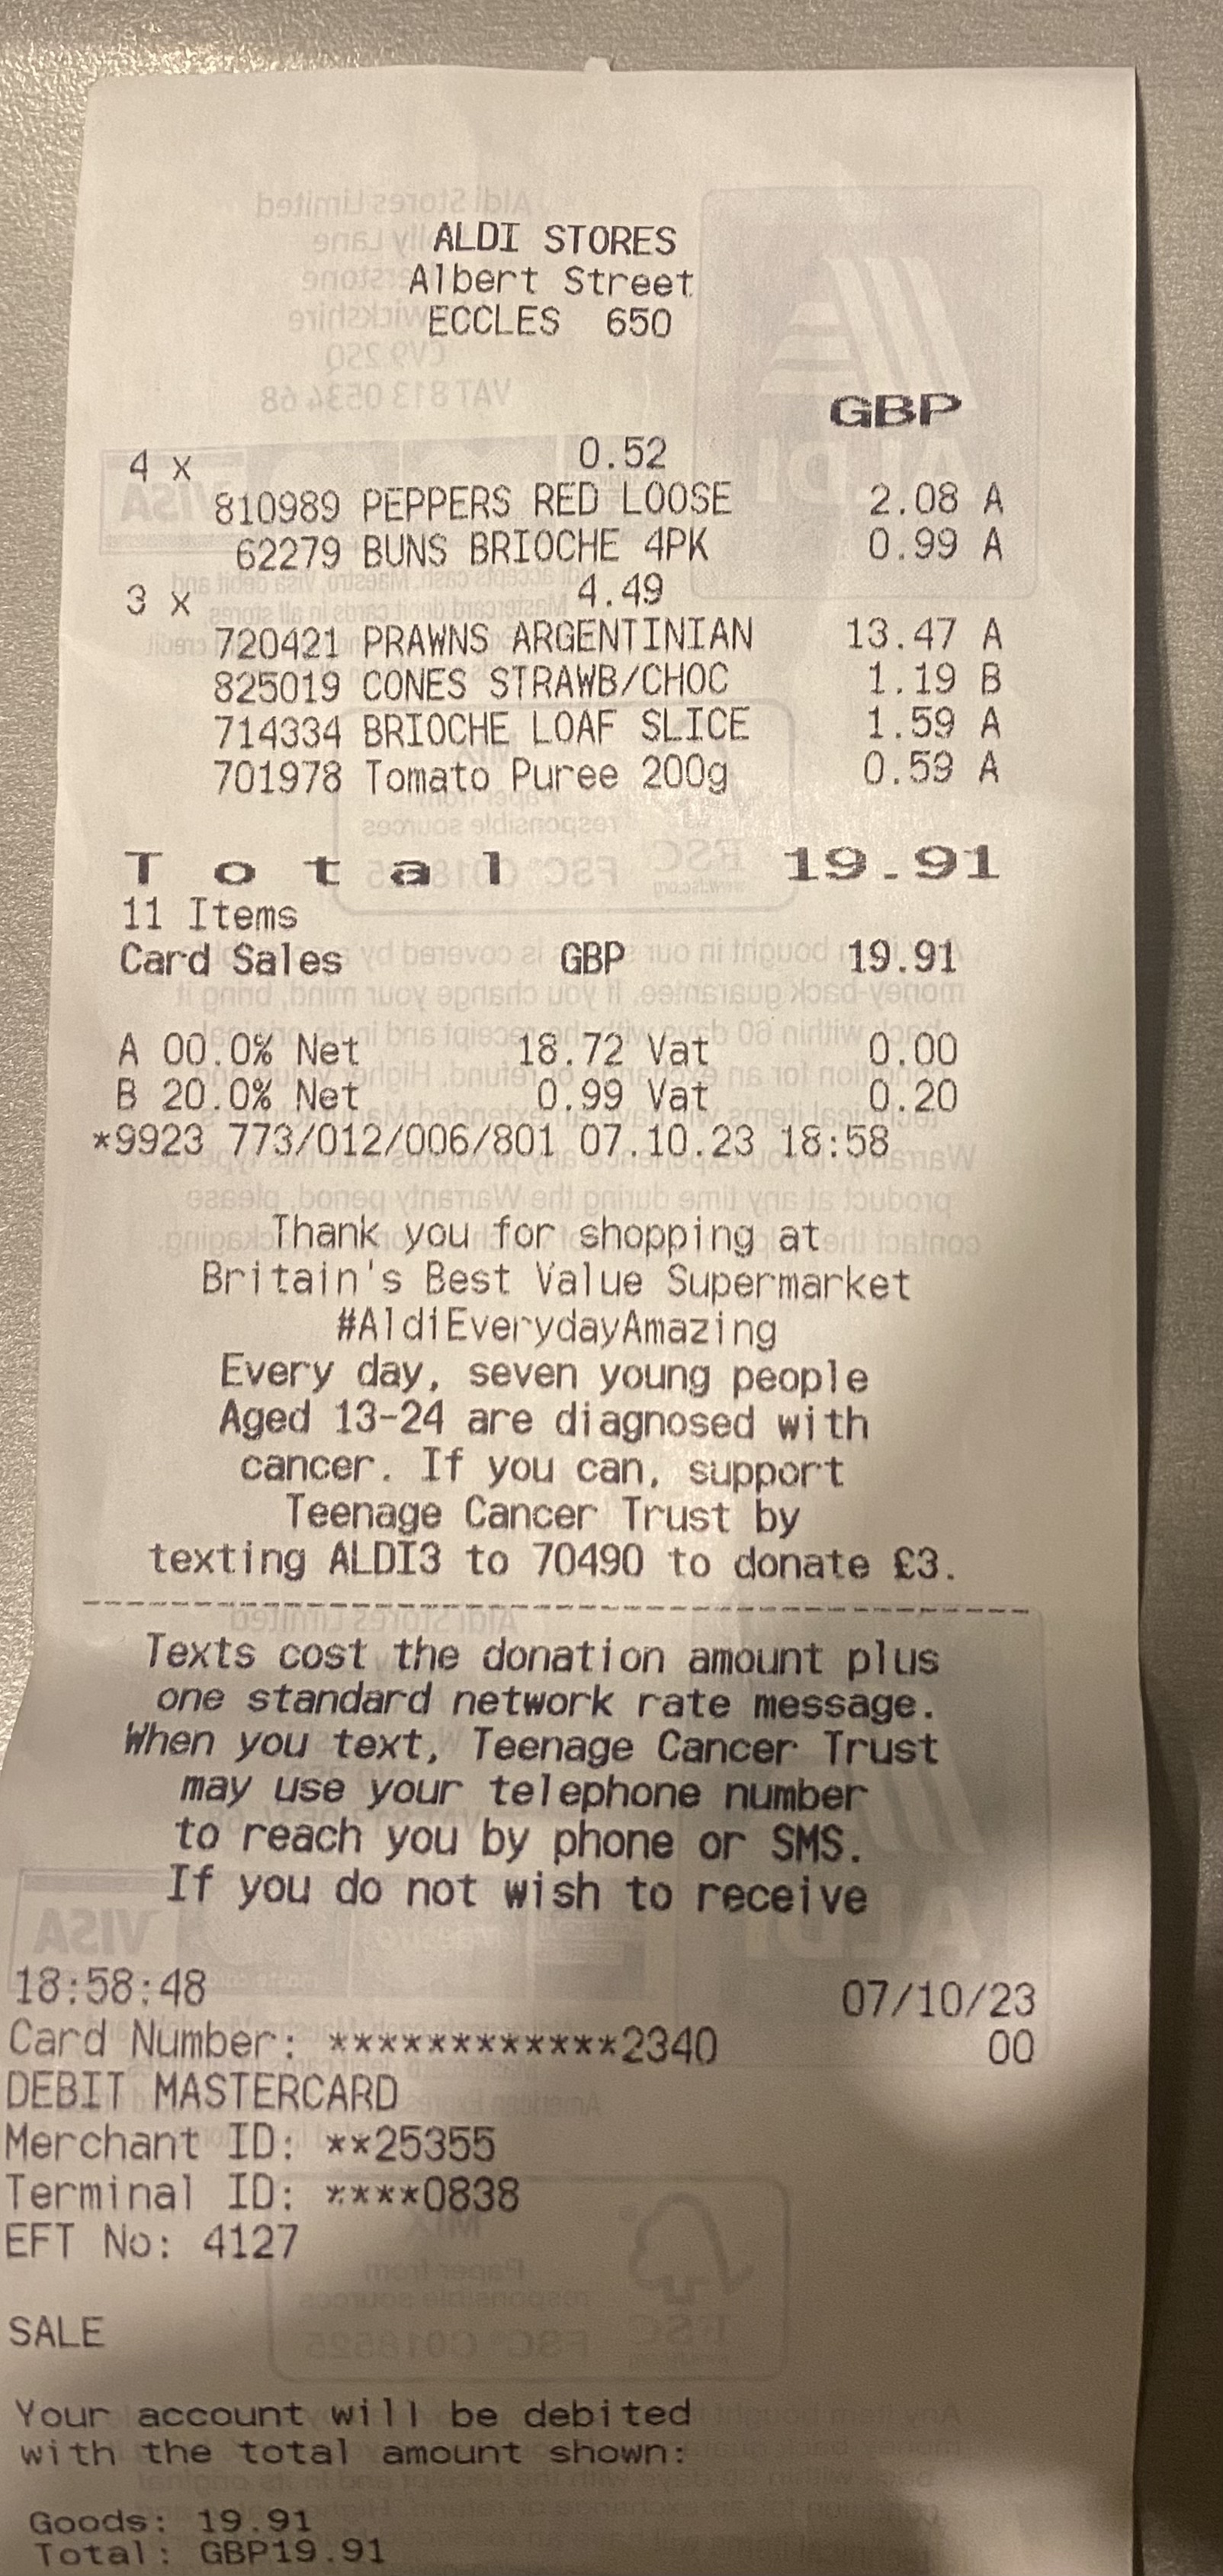 ALDI STORES
Albert Street
ECCLES 650
GBP
4 x 0.52
810989 PEPPERS RED LOOSE 2.08 A
62279 BUNS BRIOCHE 4PK 0.99 A
3 x 4.49
720421 PRAWNS ARGENTINIAN 13.47 A
825019 CONES STRAWB/CHOC 1.19 B
714334 BRIOCHE LOAF SLICE 1.59 A
701978 Tomato Puree 200g 0.59 A
Total 19.91
11 Items
Card Sales GBP 19.91
A 00.0% Net 18.72 Vat 0.00
B 20.0% Net 0.99 Vat 0.20
*9923 773/012/006/801 07.10.23 18:58
Thank you for shopping at
Britain's Best Value Supermarket
#AldiEverydayAmazing
Every day, seven young people
Aged 13-24 are diagnosed with
cancer. If you can, support
Teenage Cancer Trust by
texting ALDI3 to 70490 to donate £3.
Texts cost the donation amount plus
one standard network rate message.
When you text, Teenage Cancer Trust
may use your telephone number
to reach you by phone or SMS.
If you do not wish to receive
18:58:48 07/10/23
Card Number: ************2340 00
DEBIT MASTERCARD
Merchant ID: **25355
Terminal ID: ****0838
EFT No: 4127
SALE
Your account will be debited
with the total amount shown:
Goods: 19.91
Total: GBP19.91